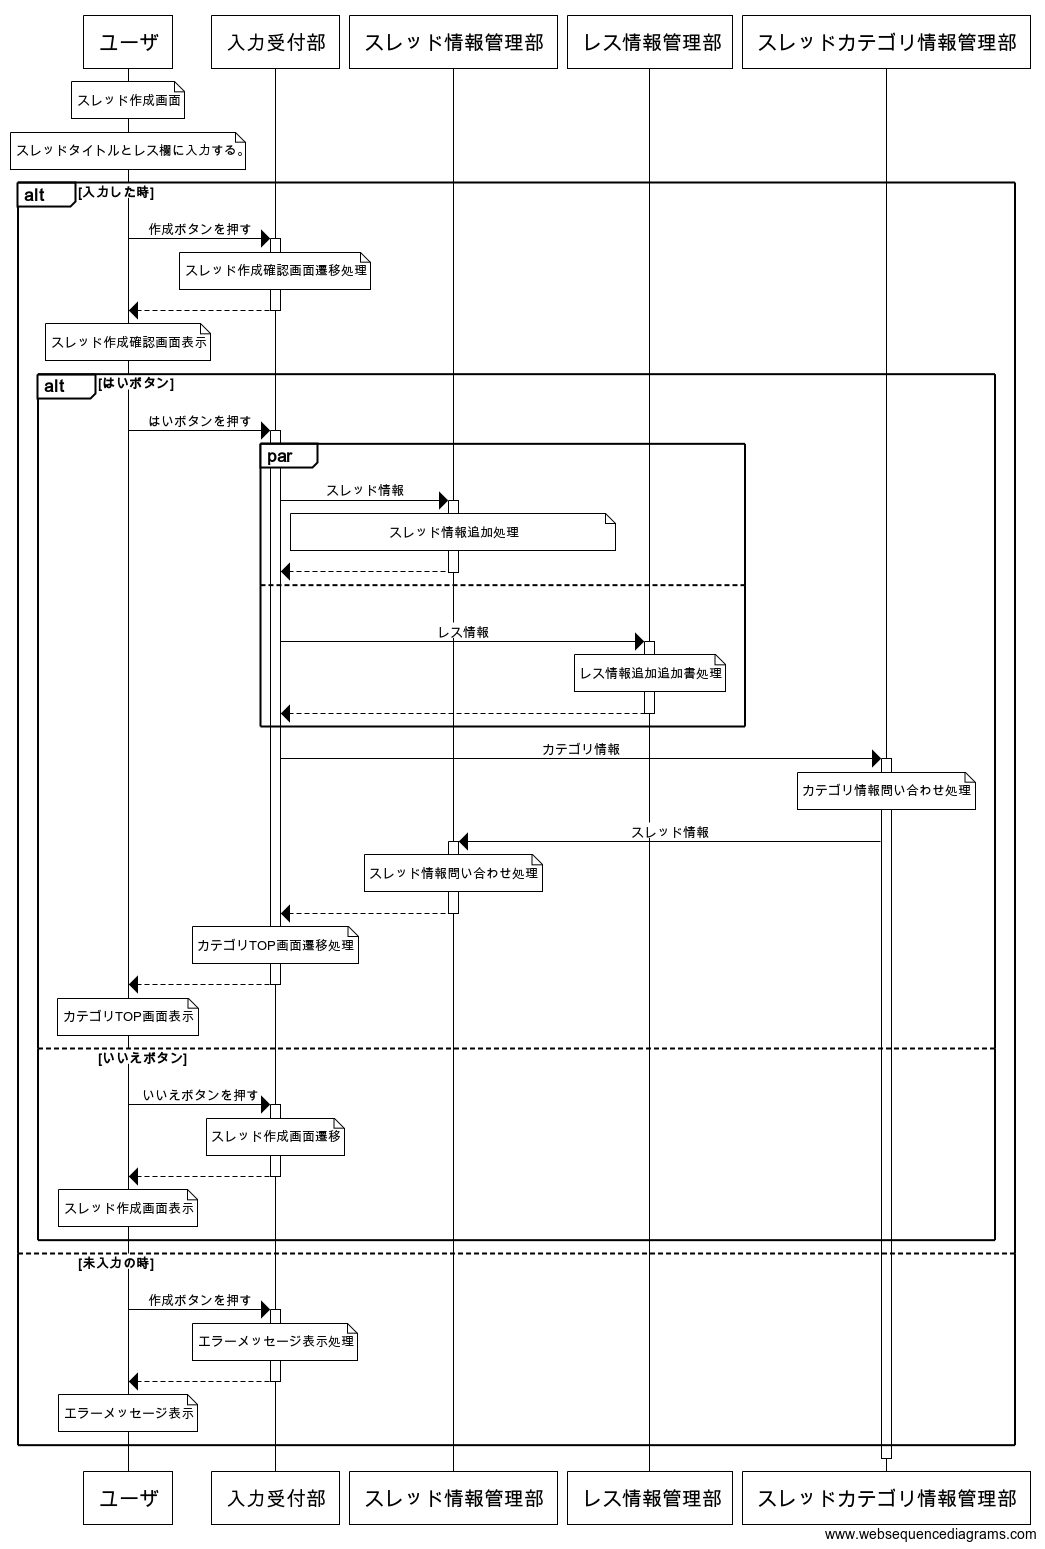 ユーザ
入力受付部
スレッド情報管理部
レス情報管理部
スレッドカテゴリ情報管理部
スレッド作成画面
スレッドタイトルとレス欄に入力する。
alt
[入力した時]
作成ボタンを押す
スレッド作成確認画面遷移処理
スレッド作成確認画面表示
alt
[はいボタン]
はいボタンを押す
par
スレッド情報
スレッド情報追加処理
レス情報
レス情報追加追加書処理
カテゴリ情報
カテゴリ情報問い合わせ処理
スレッド情報
スレッド情報問い合わせ処理
カテゴリTOP画面遷移処理
カテゴリTOP画面表示
[いいえボタン]
いいえボタンを押す
スレッド作成画面遷移
スレッド作成画面表示
[未入力の時]
作成ボタンを押す
エラーメッセージ表示処理
エラーメッセージ表示
ユーザ
入力受付部
スレッド情報管理部
レス情報管理部
スレッドカテゴリ情報管理部
www.websequencediagrams.com